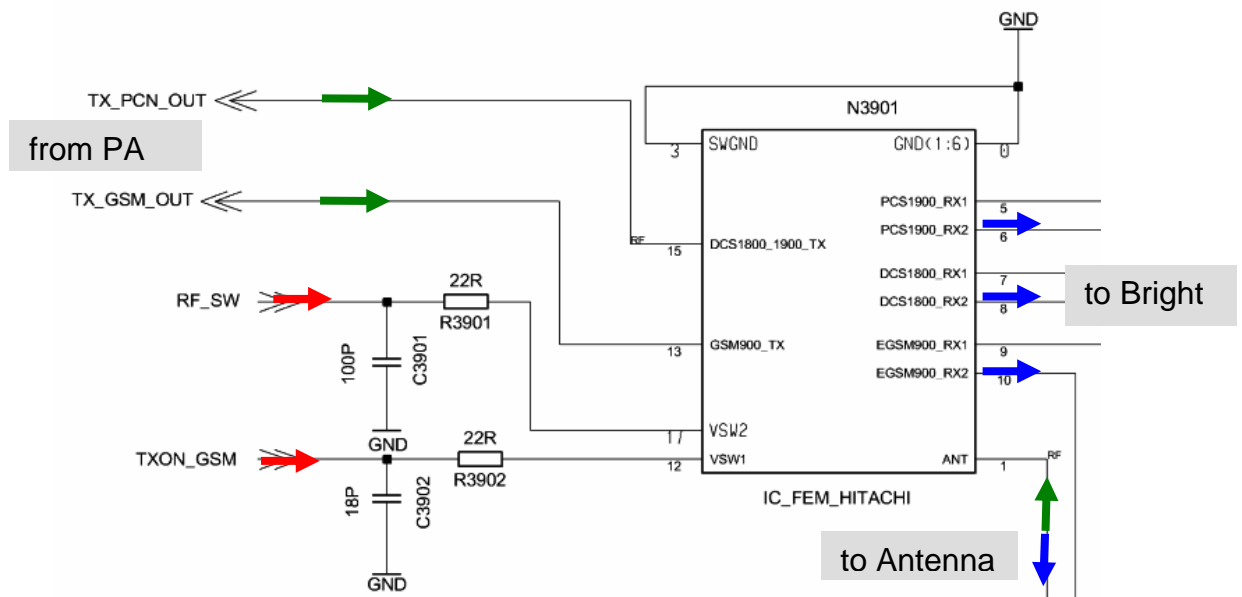 GND
TX_PCN_OUT
N3901
from PA
3
SWGND
GND(1:6)
0
TX_GSM_OUT
PCS1900_RX1
5
PCS1900_RX2
6
RF
15
DCS1800_1900_TX
DCS1800_RX1
7
22R
RF_SW
DCS1800_RX2
8
to Bright
R3901
100P
C3901
13
GSM900_TX
EGSM900_RX1
9
EGSM900_RX2
10
GND
17
VSW2
22R
TXON_GSM
12
VSW1
ANT
1
RF
R3902
18P
C3902
IC_FEM_HITACHI
to Antenna
GND